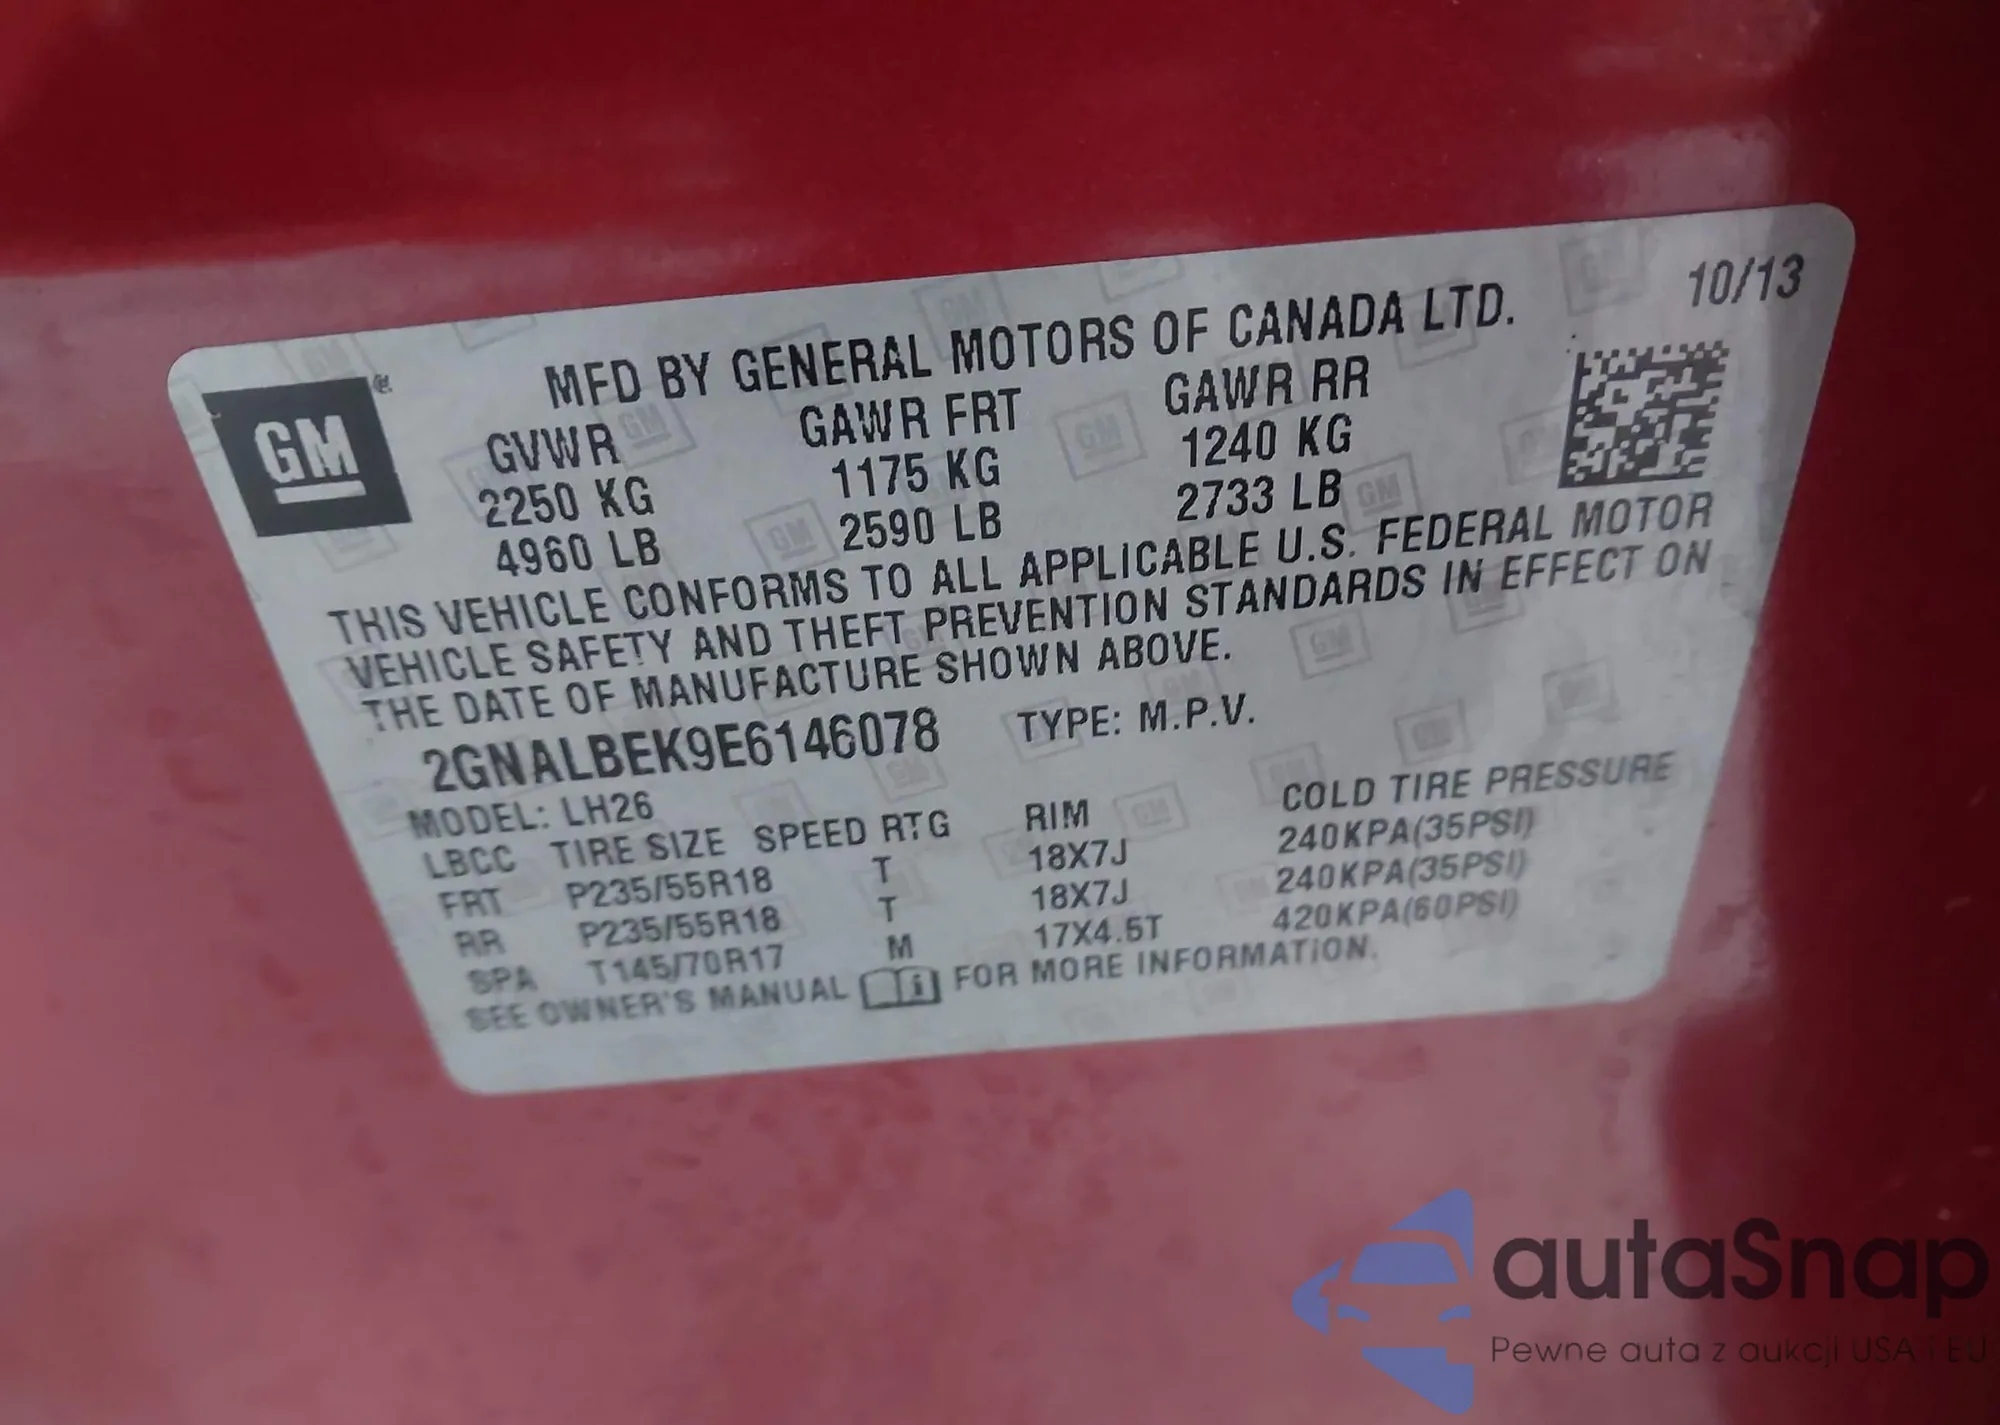 10/13
MFD BY GENERAL MOTORS OF CANADA LTD.
GM
GVWR GAWR FRT GAWR RR
2250 KG 1175 KG 1240 KG
4960 LB 2590 LB 2733 LB
THIS VEHICLE CONFORMS TO ALL APPLICABLE U.S. FEDERAL MOTOR
VEHICLE SAFETY AND THEFT PREVENTION STANDARDS IN EFFECT ON
THE DATE OF MANUFACTURE SHOWN ABOVE.
2GNALBEK9E6146078 TYPE: M.P.V.
MODEL: LH26
LBCC TIRE SIZE SPEED RTG RIM COLD TIRE PRESSURE
FRT P235/55R18 T 18X7J 240KPA(35PSI)
RR P235/55R18 T 18X7J 240KPA(35PSI)
SPA T145/70R17 M 17X4.5T 420KPA(60PSI)
SEE OWNER'S MANUAL i FOR MORE INFORMATION.
autaSnap
Pewne auta z aukcji USA i EU